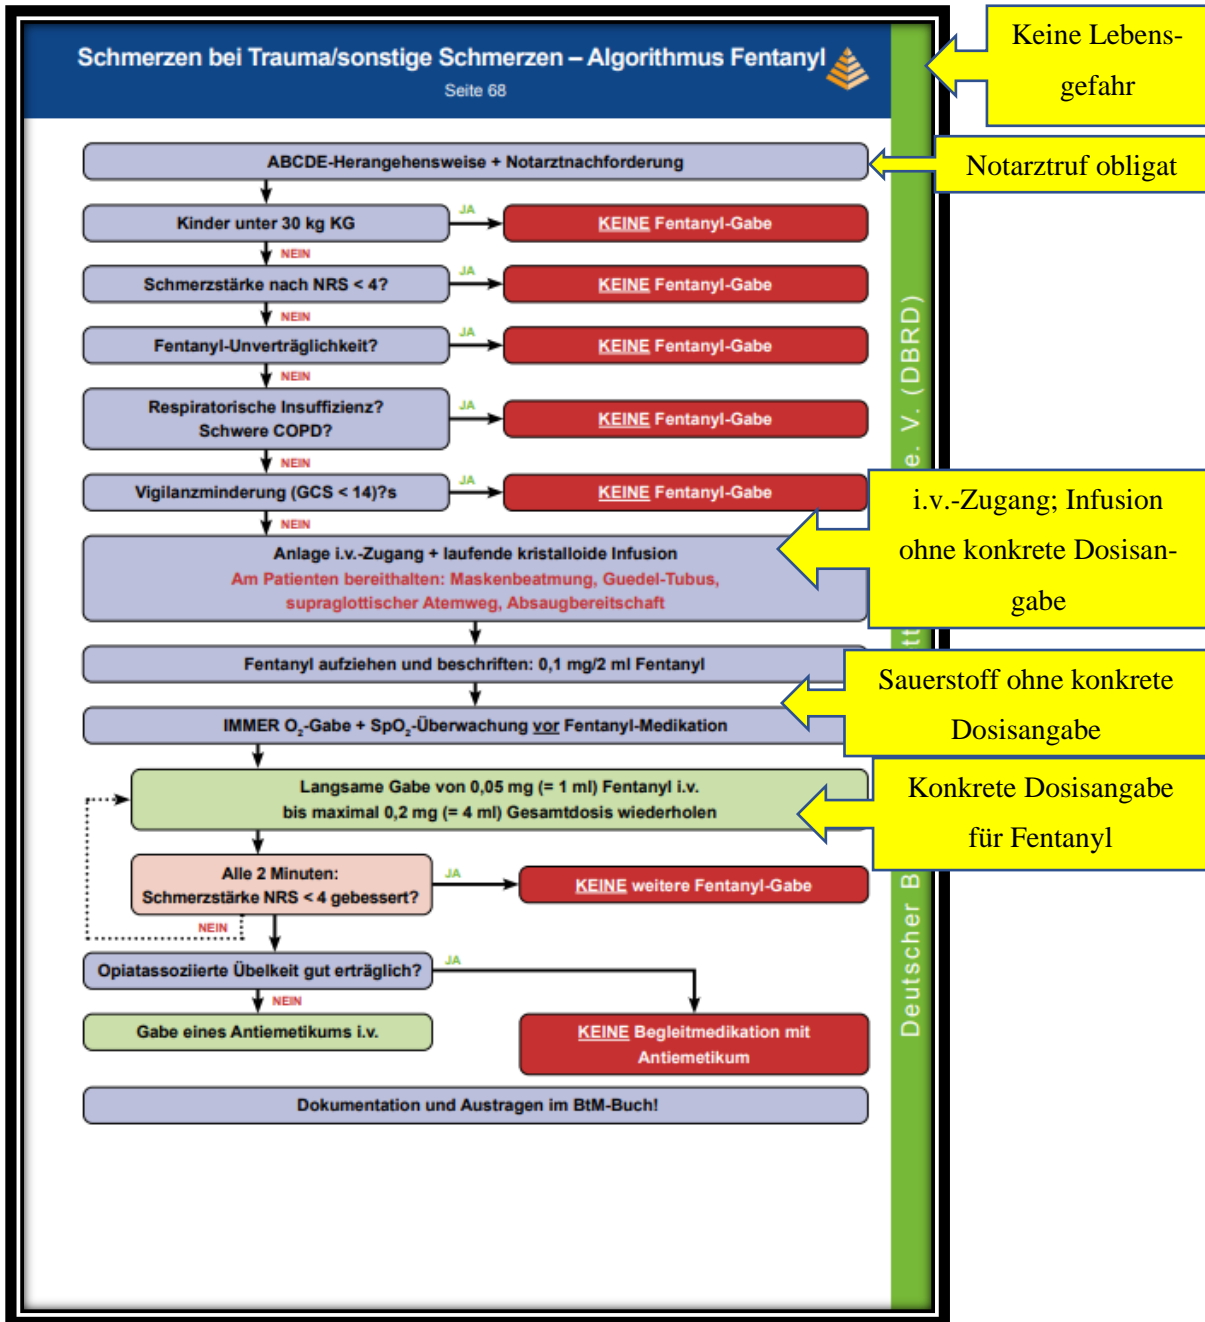 Schmerzen bei Trauma/sonstige Schmerzen – Algorithmus Fentanyl
Seite 68
Keine Lebens-
gefahr
ABCDE-Herangehensweise + Notarztnachforderung
Notarztruf obligat
Kinder unter 30 kg KG
JA
KEINE Fentanyl-Gabe
NEIN
Schmerzstärke nach NRS < 4?
JA
KEINE Fentanyl-Gabe
NEIN
Fentanyl-Unverträglichkeit?
JA
KEINE Fentanyl-Gabe
NEIN
Respiratorische Insuffizienz?
Schwere COPD?
JA
KEINE Fentanyl-Gabe
NEIN
Vigilanzminderung (GCS < 14)?s
JA
KEINE Fentanyl-Gabe
NEIN
Anlage i.v.-Zugang + laufende kristalloide Infusion
Am Patienten bereithalten: Maskenbeatmung, Guedel-Tubus,
supraglottischer Atemweg, Absaugbereitschaft
i.v.-Zugang; Infusion
ohne konkrete Dosisan-
gabe
Fentanyl aufziehen und beschriften: 0,1 mg/2 ml Fentanyl
IMMER O₂-Gabe + SpO₂-Überwachung vor Fentanyl-Medikation
Sauerstoff ohne konkrete
Dosisangabe
Langsame Gabe von 0,05 mg (= 1 ml) Fentanyl i.v.
bis maximal 0,2 mg (= 4 ml) Gesamtdosis wiederholen
Konkrete Dosisangabe
für Fentanyl
Alle 2 Minuten:
Schmerzstärke NRS < 4 gebessert?
JA
KEINE weitere Fentanyl-Gabe
NEIN
Opiatassoziierte Übelkeit gut erträglich?
JA
NEIN
Gabe eines Antiemetikums i.v.
KEINE Begleitmedikation mit
Antiemetikum
Dokumentation und Austragen im BtM-Buch!
Deutscher B
e. V. (DBRD)